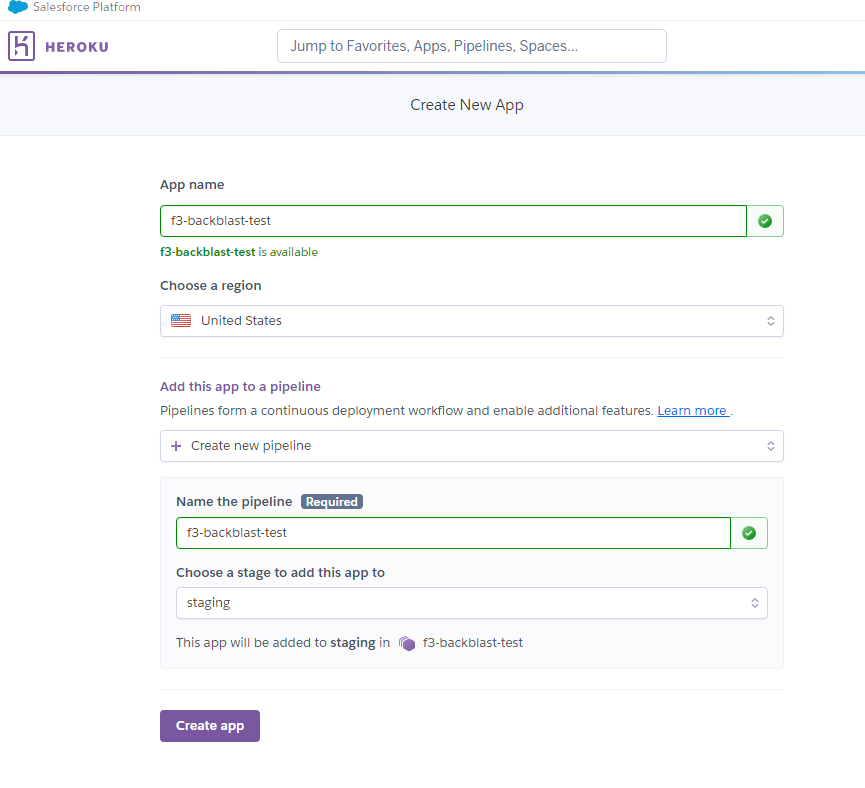 Salesforce Platform
HEROKU
Jump to Favorites, Apps, Pipelines, Spaces...
Create New App
App name
f3-backblast-test
f3-backblast-test is available
Choose a region
United States
Add this app to a pipeline
Pipelines form a continuous deployment workflow and enable additional features. Learn more .
+ Create new pipeline
Name the pipeline Required
f3-backblast-test
Choose a stage to add this app to
staging
This app will be added to staging in f3-backblast-test
Create app